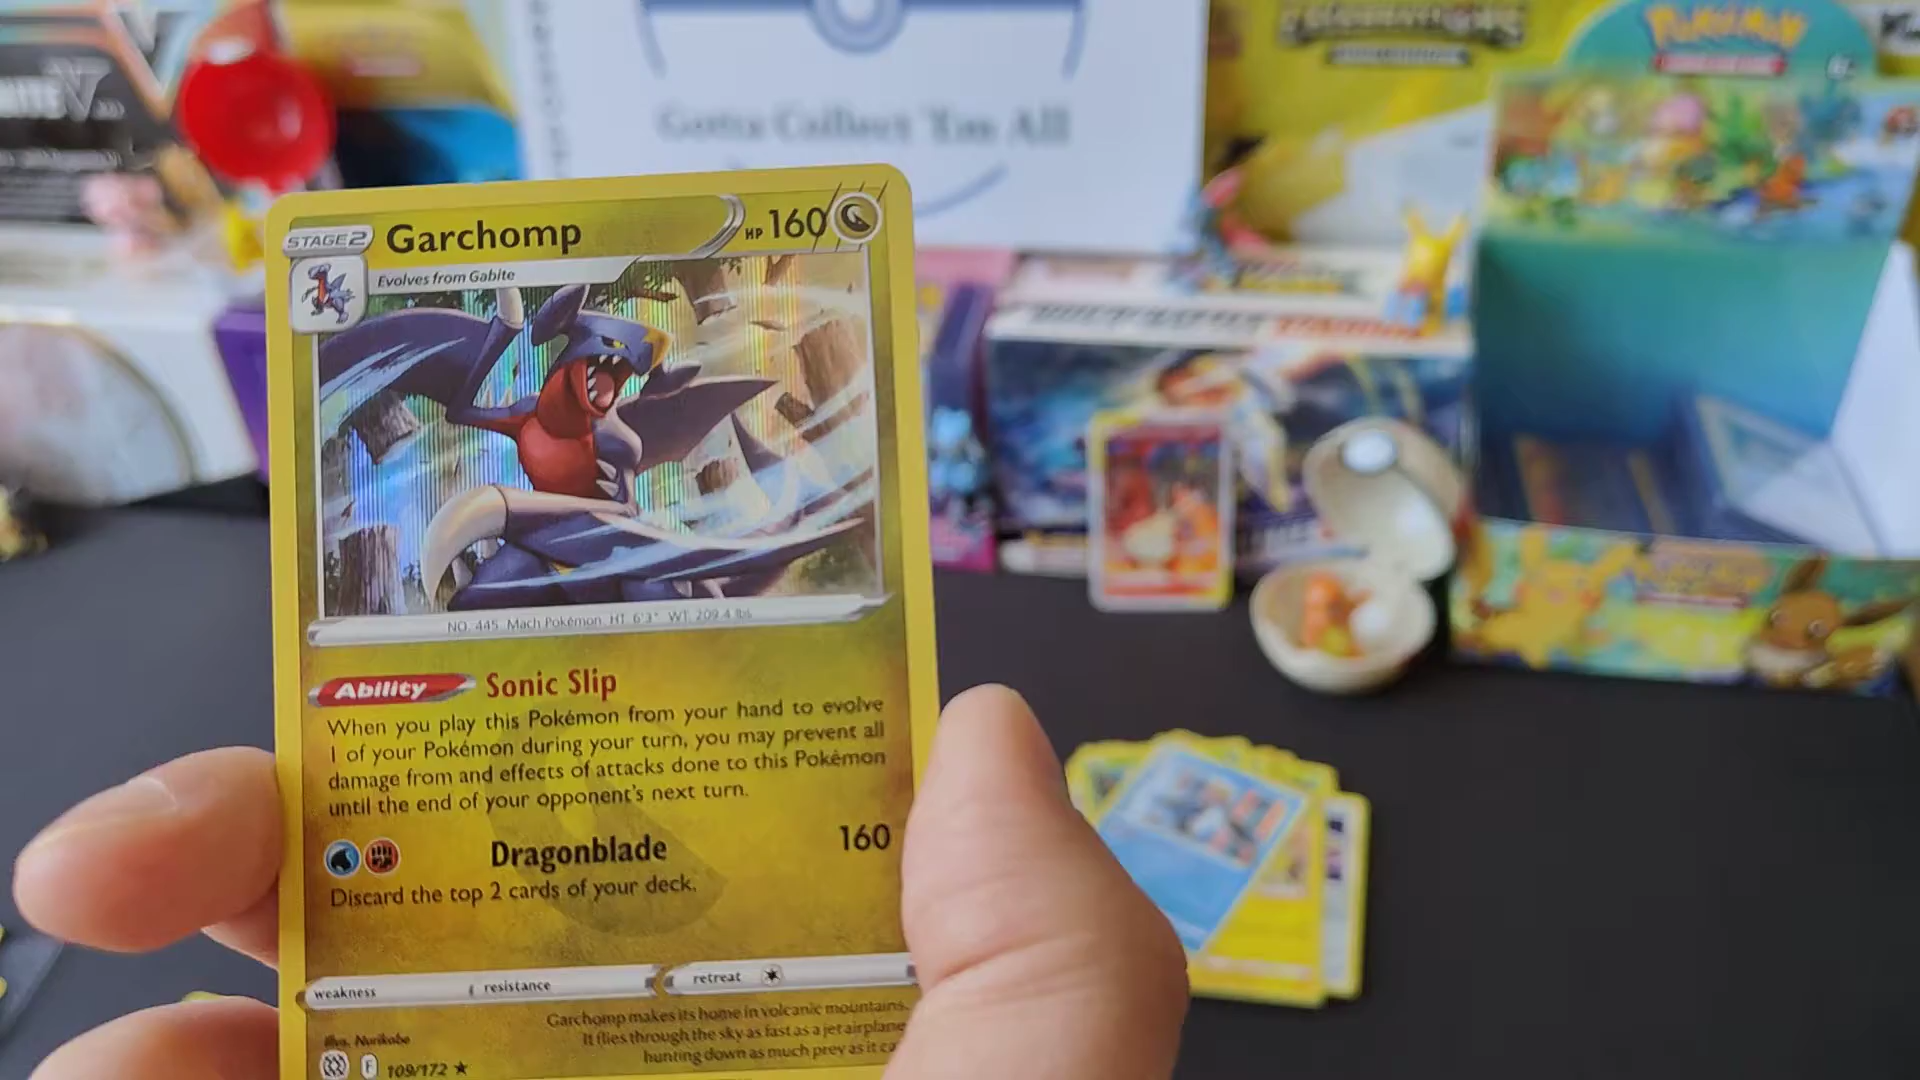 Gotta Collect 'Em All
Pokémon
STAGE2 Garchomp HP 160
Evolves from Gabite
NO. 445 Mach Pokémon HT 6'3" WT 209.4 lbs
Ability Sonic Slip
When you play this Pokémon from your hand to evolve
1 of your Pokémon during your turn, you may prevent all
damage from and effects of attacks done to this Pokémon
until the end of your opponent's next turn.
Dragonblade 160
Discard the top 2 cards of your deck.
weakness resistance retreat
Garchomp makes its home in volcanic mountains.
It flies through the sky as fast as a jet airplane
hunting down as much prey as it
Illus. Nurikabe
F 109/172 ★